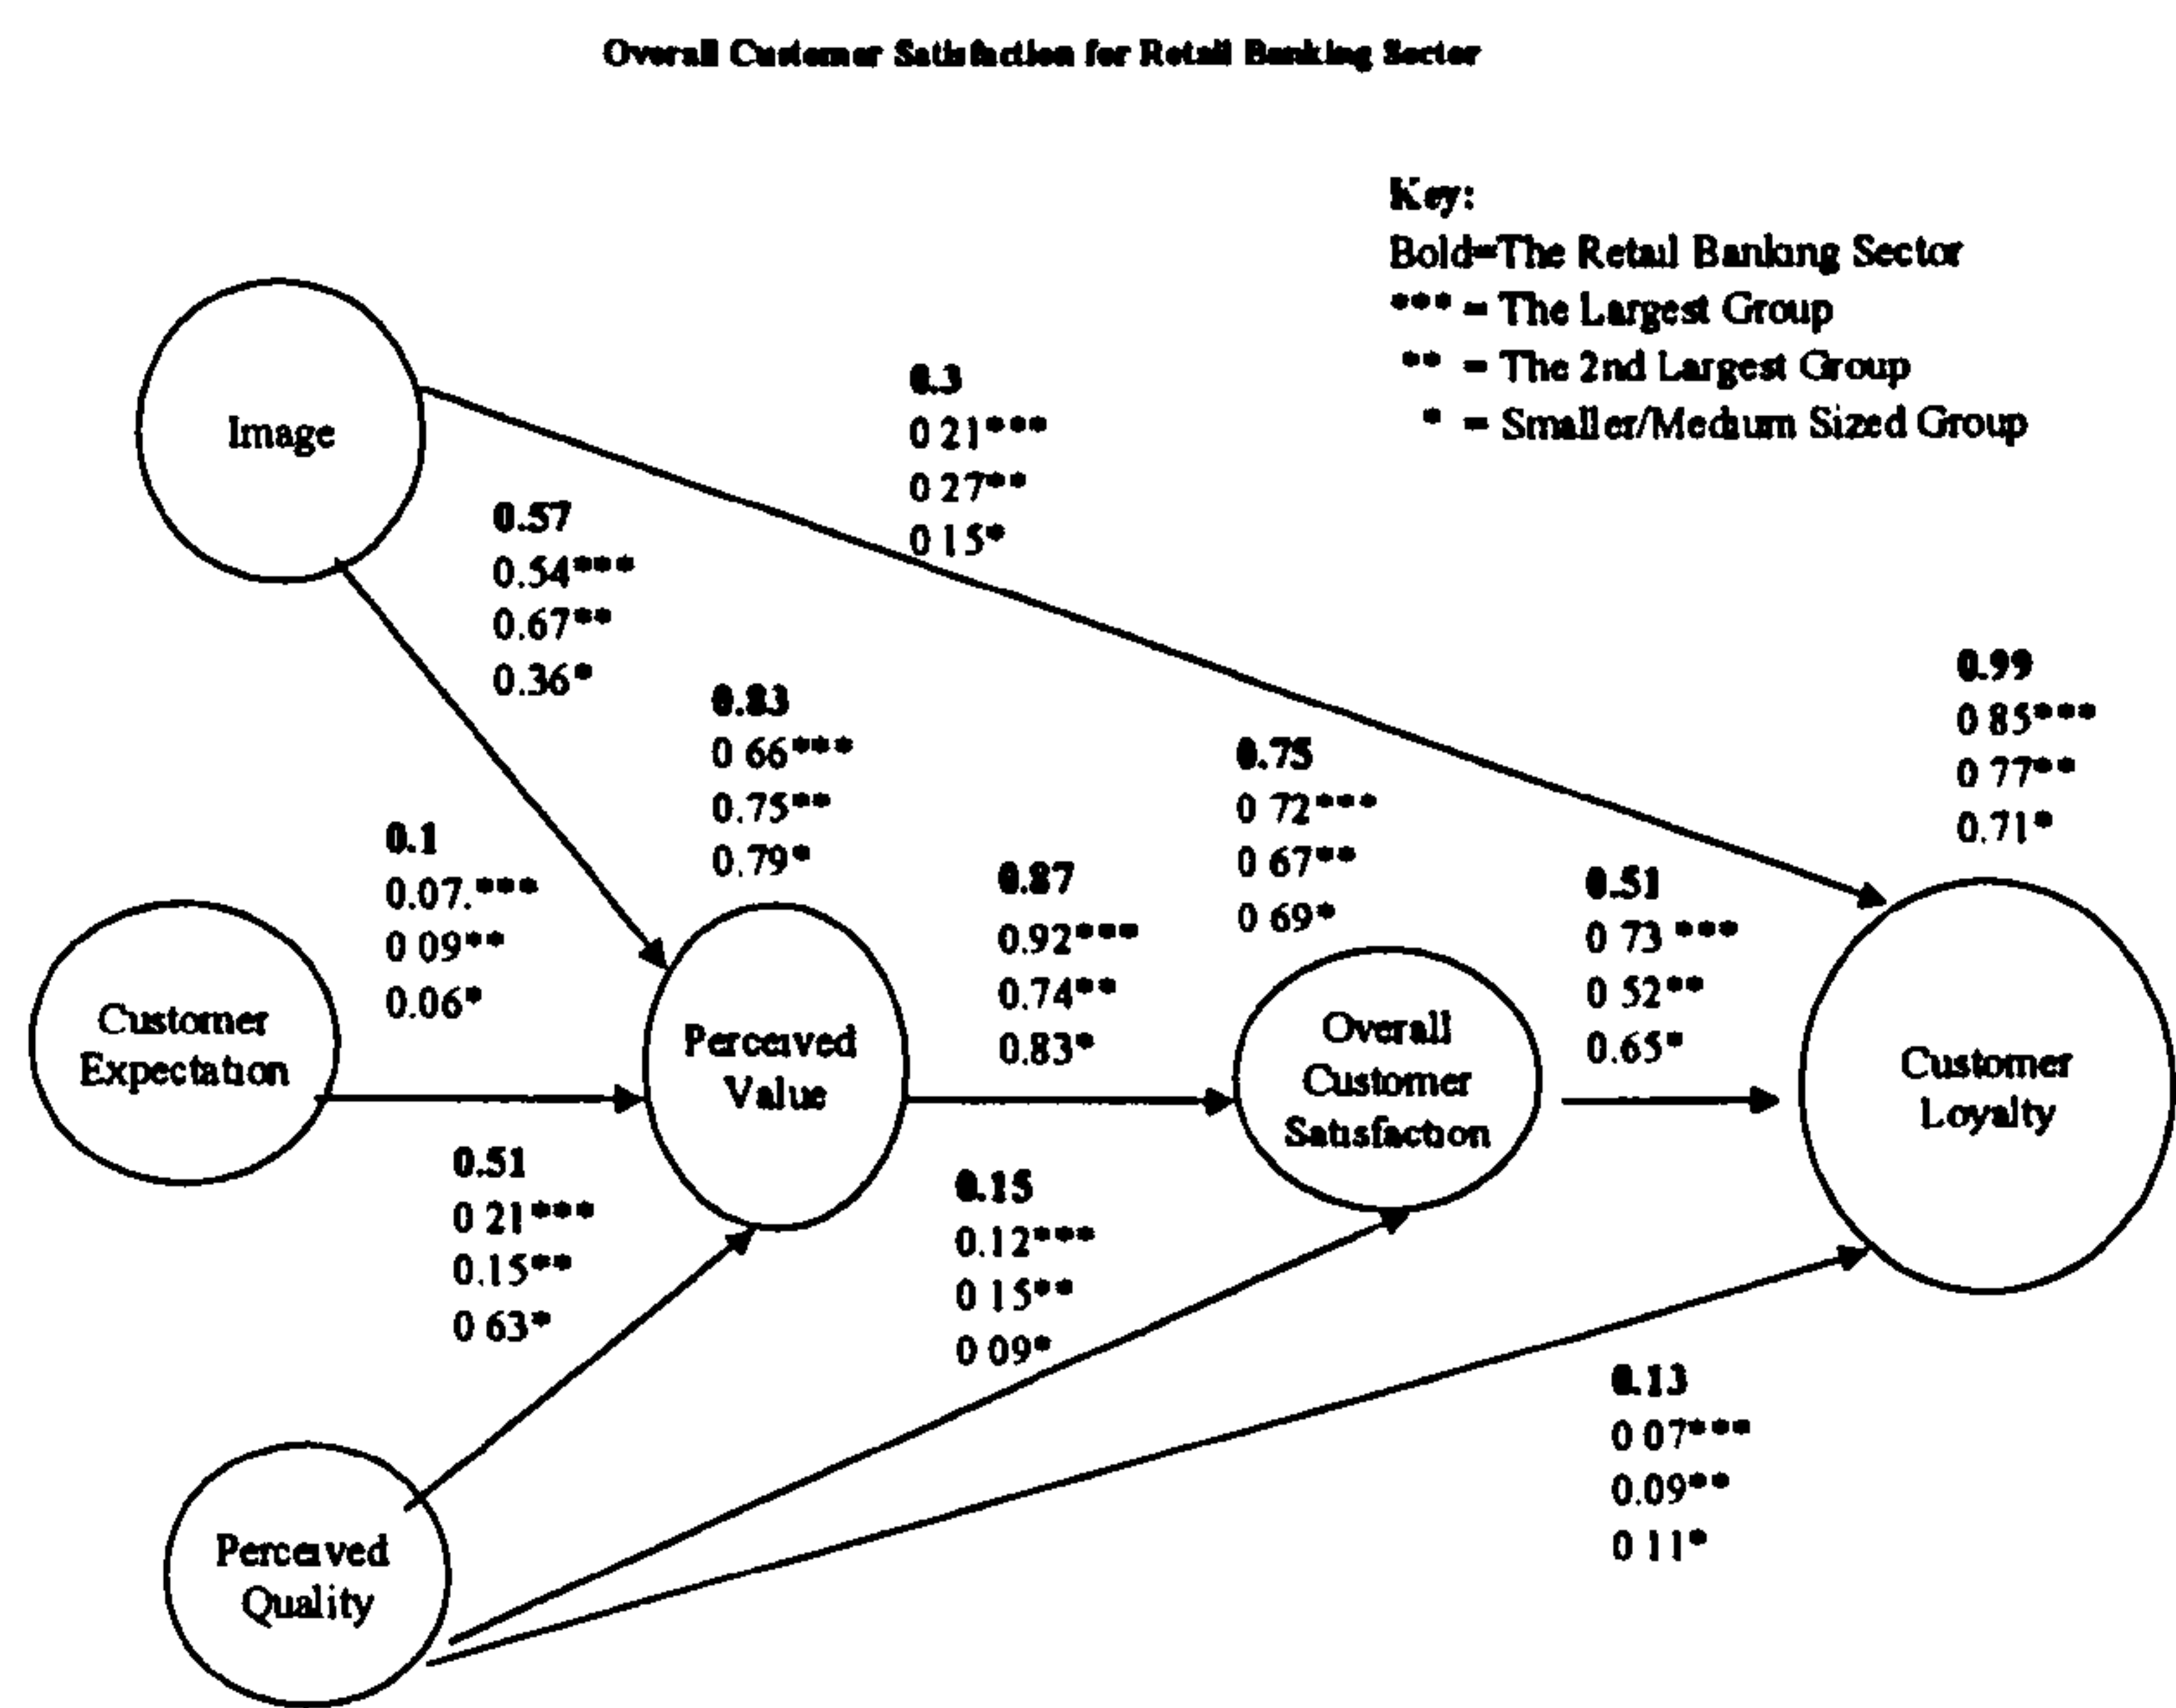 Overall Customer Satisfaction for Retail Banking Sector
Key:
Bold=The Retail Banking Sector
*** = The Largest Group
** = The 2nd Largest Group
* = Smaller/Medium Sized Group
Image
0.3
0 21***
0 27**
0 15*
0.57
0.54***
0.67**
0.36*
0.83
0 66***
0.75**
0.79*
0.75
0 72***
0 67**
0 69*
0.99
0 85***
0 77**
0.71*
0.1
0.07.***
0 09**
0.06*
0.87
0.92***
0.74**
0.83*
0.51
0 73 ***
0 52**
0.65*
Customer
Expectation
Perceived
Value
Overall
Customer
Satisfaction
Customer
Loyalty
0.51
0 21***
0.15**
0 63*
0.15
0.12***
0 15**
0 09*
0.13
0 07***
0.09**
0 11*
Perceived
Quality